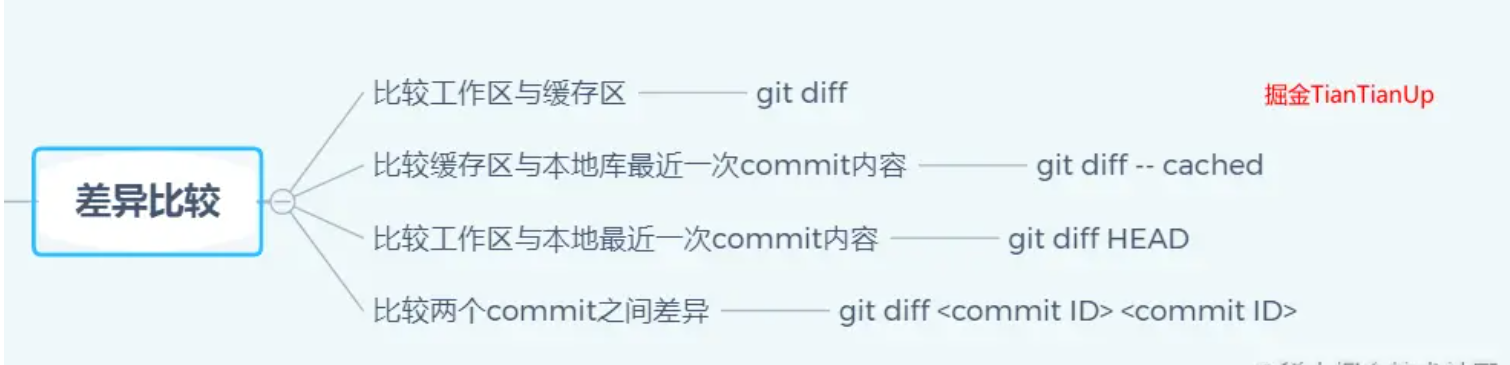 比较工作区与缓存区 git diff 掘金TianTianUp
比较缓存区与本地库最近一次commit内容 git diff -- cached
差异比较
比较工作区与本地最近一次commit内容 git diff HEAD
比较两个commit之间差异 git diff <commit ID> <commit ID>